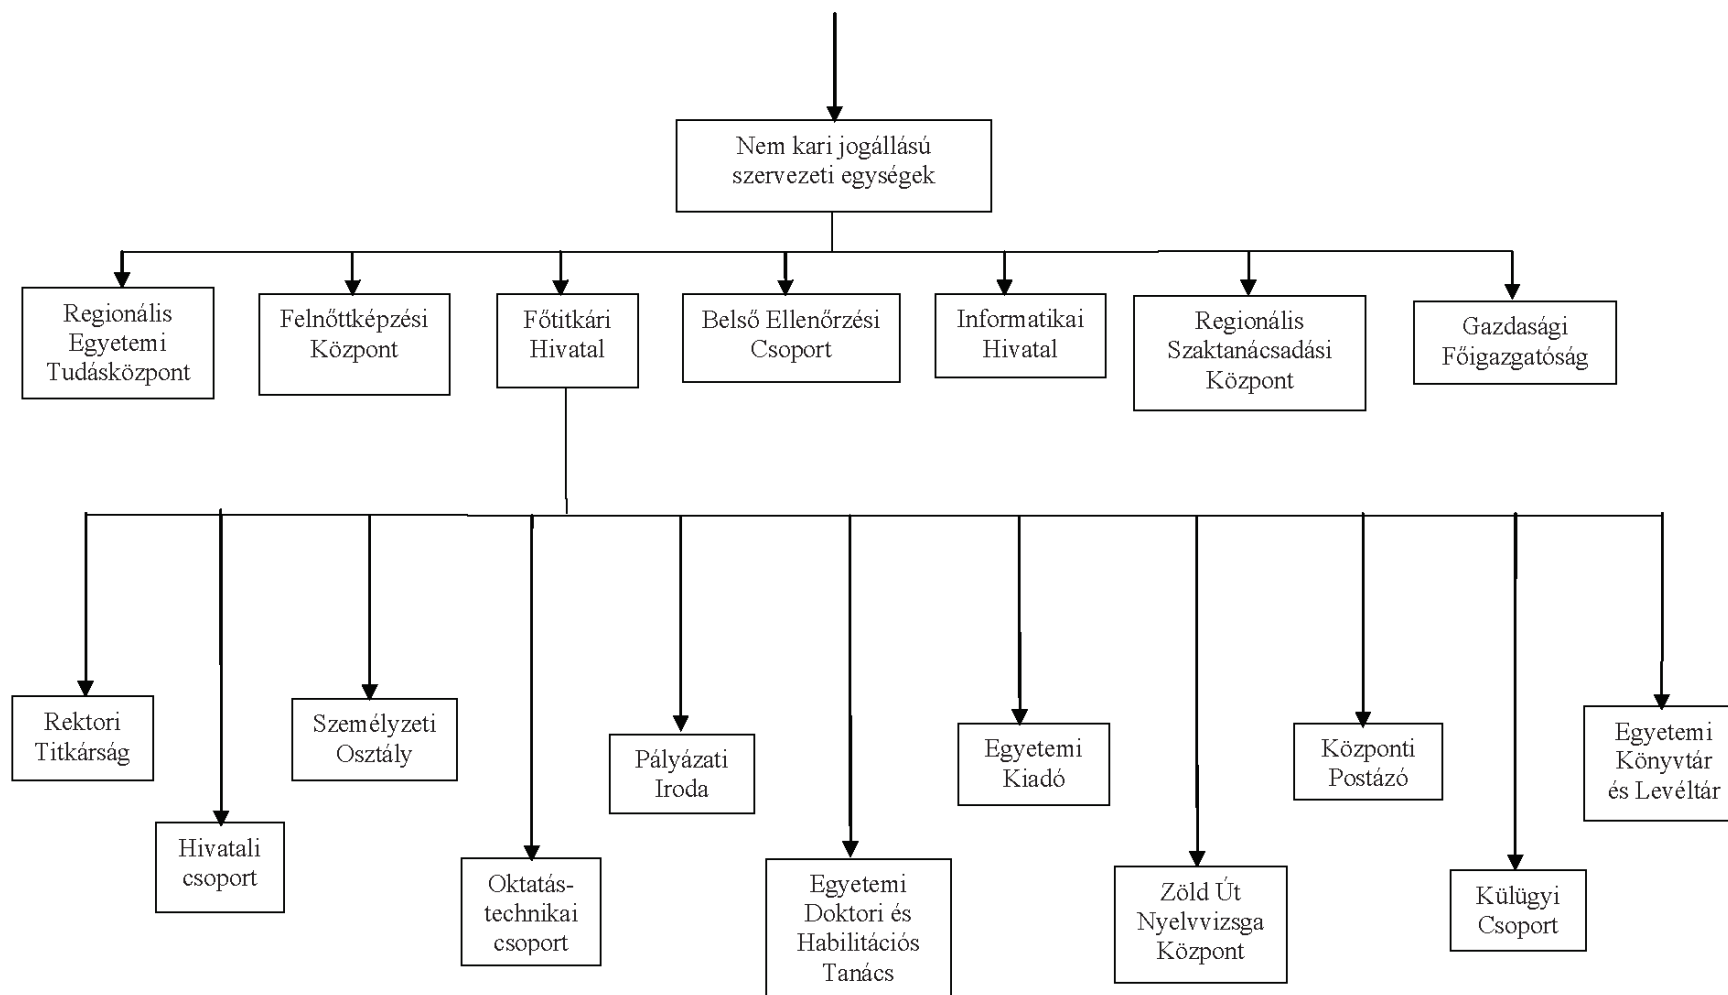 Nem kari jogállású
szervezeti egységek
Regionális
Egyetemi
Tudásközpont
Felnőttképzési
Központ
Főtitkári
Hivatal
Belső Ellenőrzési
Csoport
Informatikai
Hivatal
Regionális
Szaktanácsadási
Központ
Gazdasági
Főigazgatóság
Rektori
Titkárság
Hivatali
csoport
Személyzeti
Osztály
Oktatás-
technikai
csoport
Pályázati
Iroda
Egyetemi
Doktori és
Habilitációs
Tanács
Egyetemi
Kiadó
Zöld Út
Nyelvvizsga
Központ
Központi
Postázó
Külügyi
Csoport
Egyetemi
Könyvtár
és Levéltár